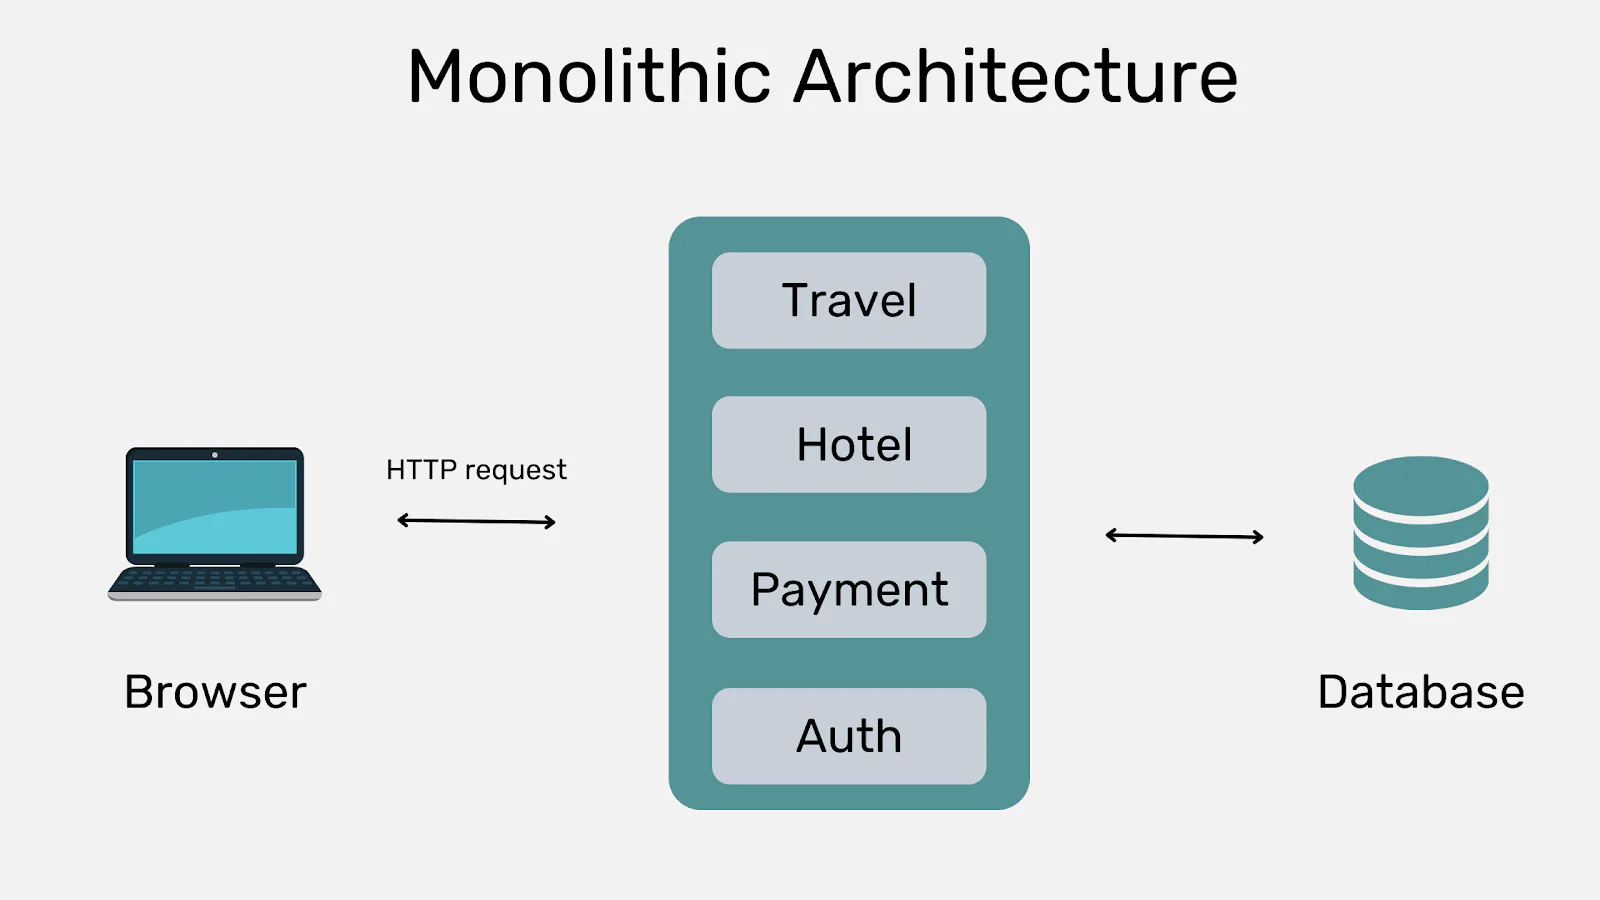 Monolithic Architecture
Travel
Hotel
HTTP request
Payment
Browser
Database
Auth